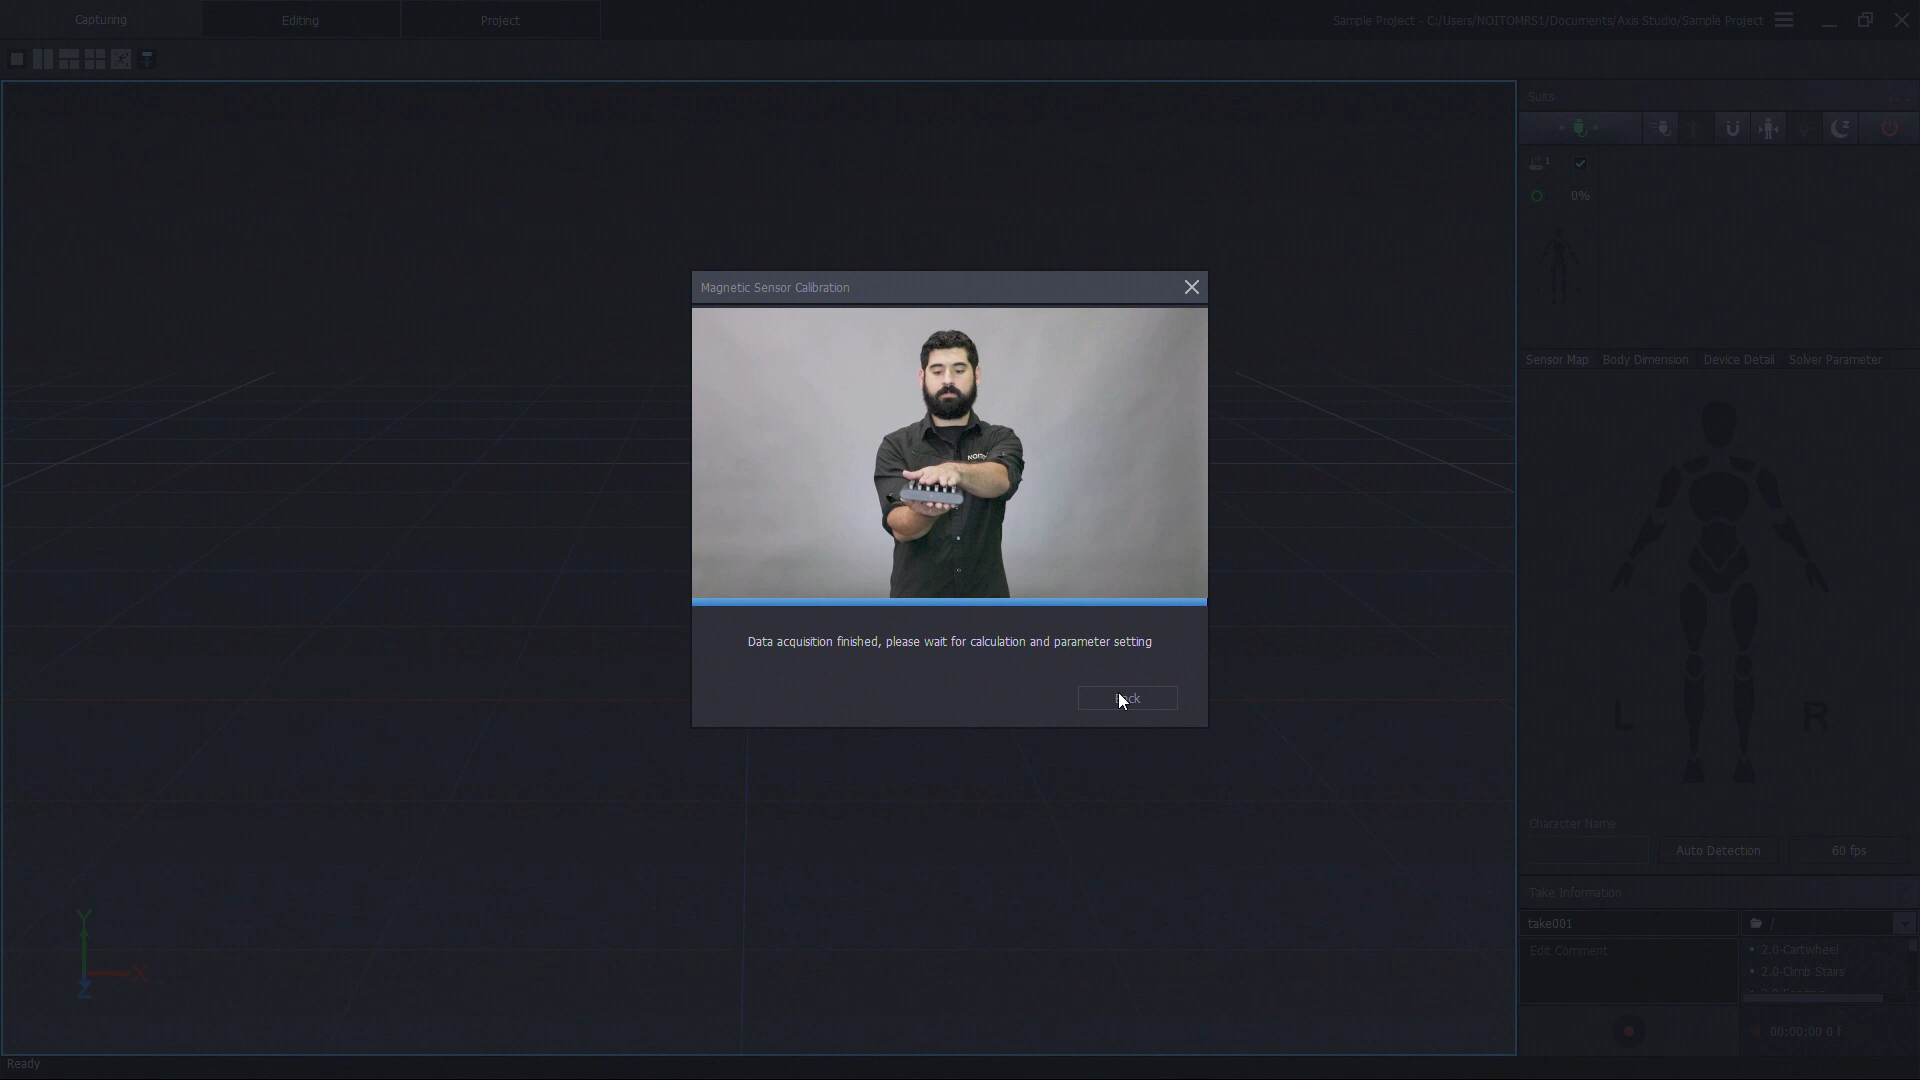 Capturing
Editing
Project
Sample Project - C:/Users/NOITOMRS1/Documents/Axis Studio/Sample Project
Suits
1
0%
Magnetic Sensor Calibration
Data acquisition finished, please wait for calculation and parameter setting
Sensor Map
Body Dimension
Device Detail
Solver Parameter
L
R
Character Name
Auto Detection
60 fps
Take Information
take001
/
Edit Comment
2.0-Cartwheel
2.0-Climb Stairs
00:00:00 0 f
Y
X
Z
Ready